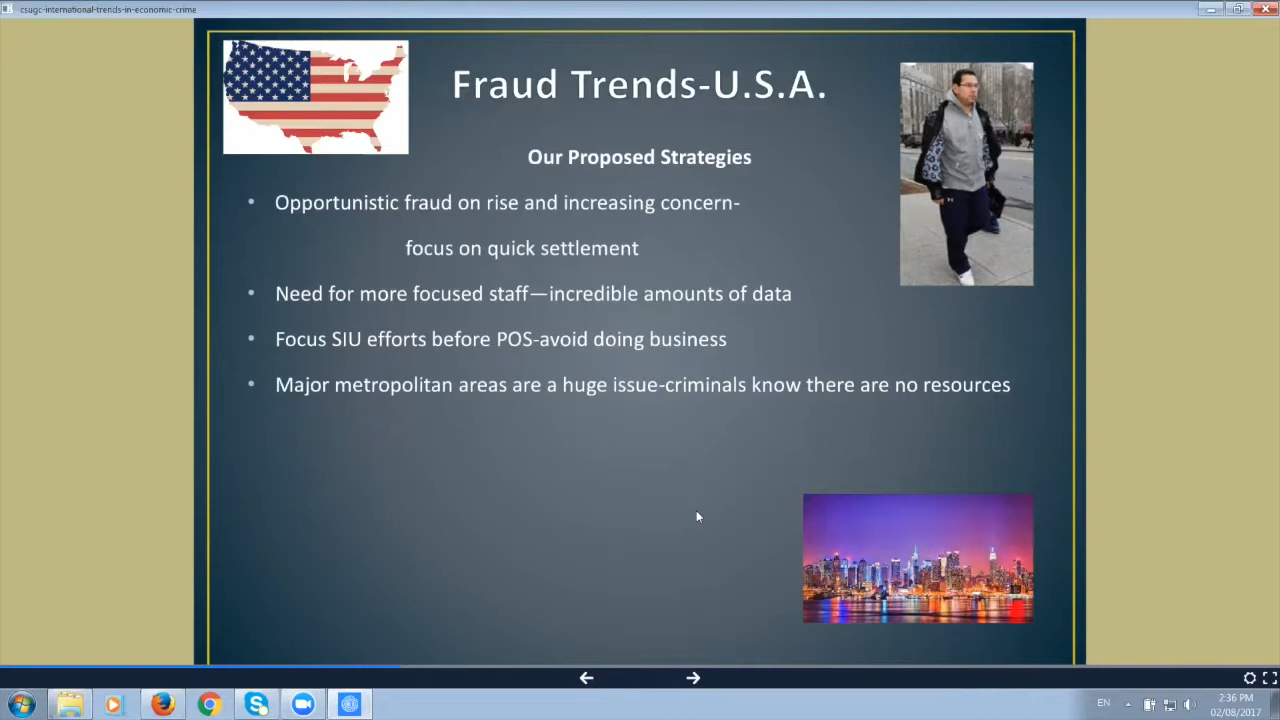 csugc-international-trends-in-economic-crime
Fraud Trends-U.S.A.
Our Proposed Strategies
• Opportunistic fraud on rise and increasing concern-
focus on quick settlement
• Need for more focused staff—incredible amounts of data
• Focus SIU efforts before POS-avoid doing business
• Major metropolitan areas are a huge issue-criminals know there are no resources
EN
2:36 PM
02/08/2017